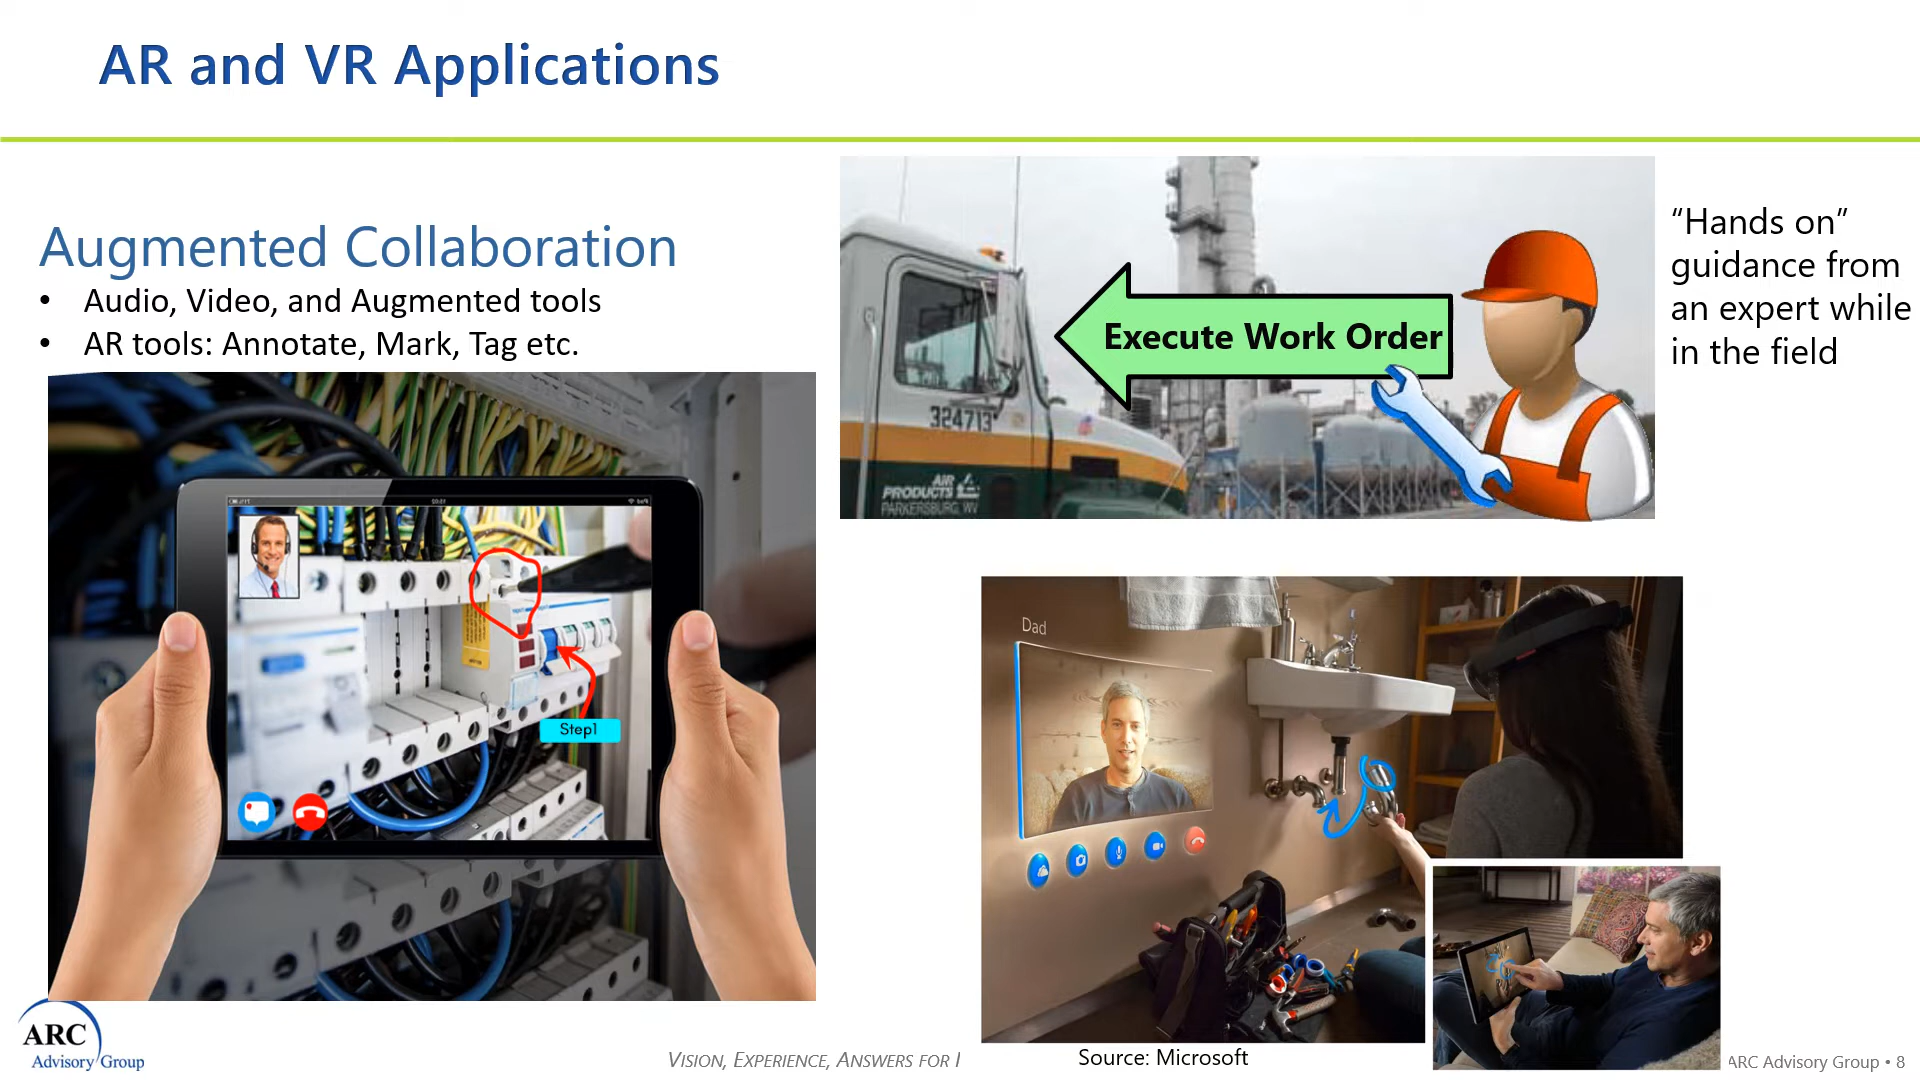 AR and VR Applications
Augmented Collaboration
• Audio, Video, and Augmented tools
• AR tools: Annotate, Mark, Tag etc.
Step1
Execute Work Order
324713
AIR
PRODUCTS
PARKERSBURG, WV
“Hands on”
guidance from
an expert while
in the field
Dad
Source: Microsoft
ARC
Advisory Group
VISION, EXPERIENCE, ANSWERS FOR I
ARC Advisory Group • 8